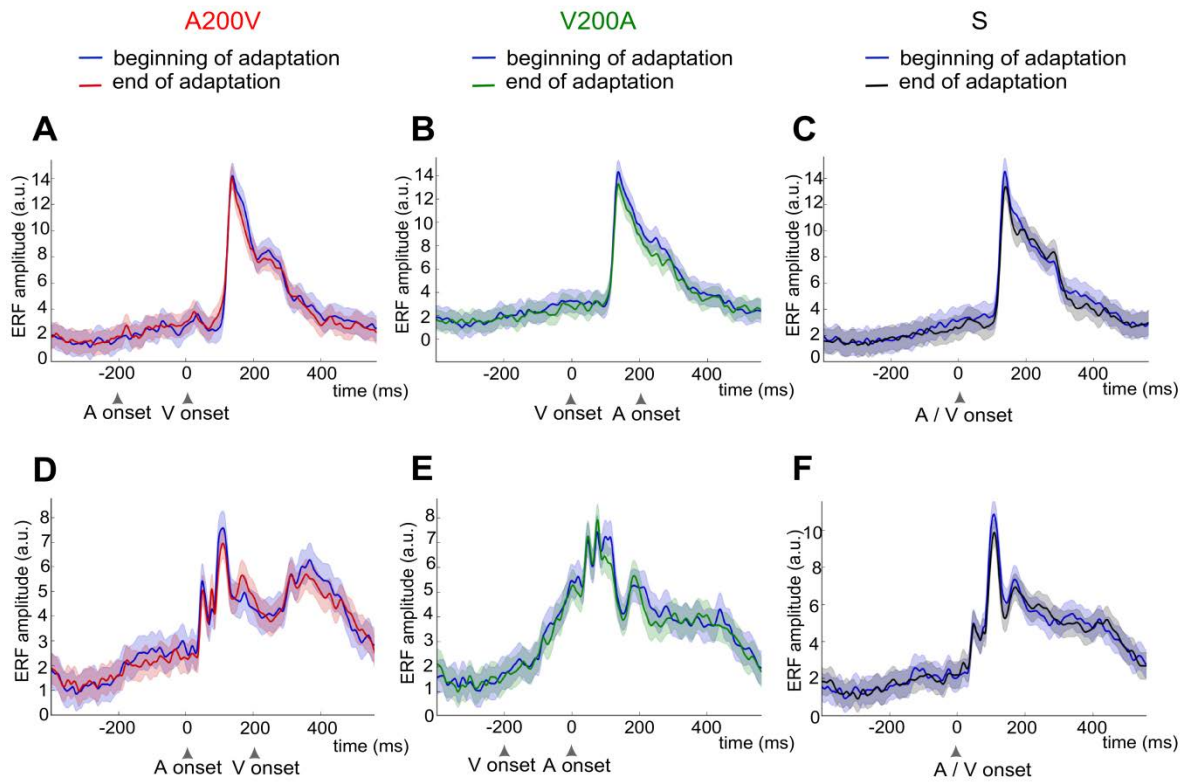 A200V
beginning of adaptation
end of adaptation
V200A
beginning of adaptation
end of adaptation
S
beginning of adaptation
end of adaptation
A
ERF amplitude (a.u.)
14
12
10
8
6
4
2
0
-200 0 200 400
time (ms)
A onset V onset
B
ERF amplitude (a.u.)
14
12
10
8
6
4
2
0
-200 0 200 400
time (ms)
V onset A onset
C
ERF amplitude (a.u.)
14
12
10
8
6
4
2
0
-200 0 200 400
time (ms)
A / V onset
D
ERF amplitude (a.u.)
8
7
6
5
4
3
2
1
0
-200 0 200 400
time (ms)
A onset V onset
E
ERF amplitude (a.u.)
8
7
6
5
4
3
2
1
0
-200 0 200 400
time (ms)
V onset A onset
F
ERF amplitude (a.u.)
10
8
6
4
2
0
-200 0 200 400
time (ms)
A / V onset